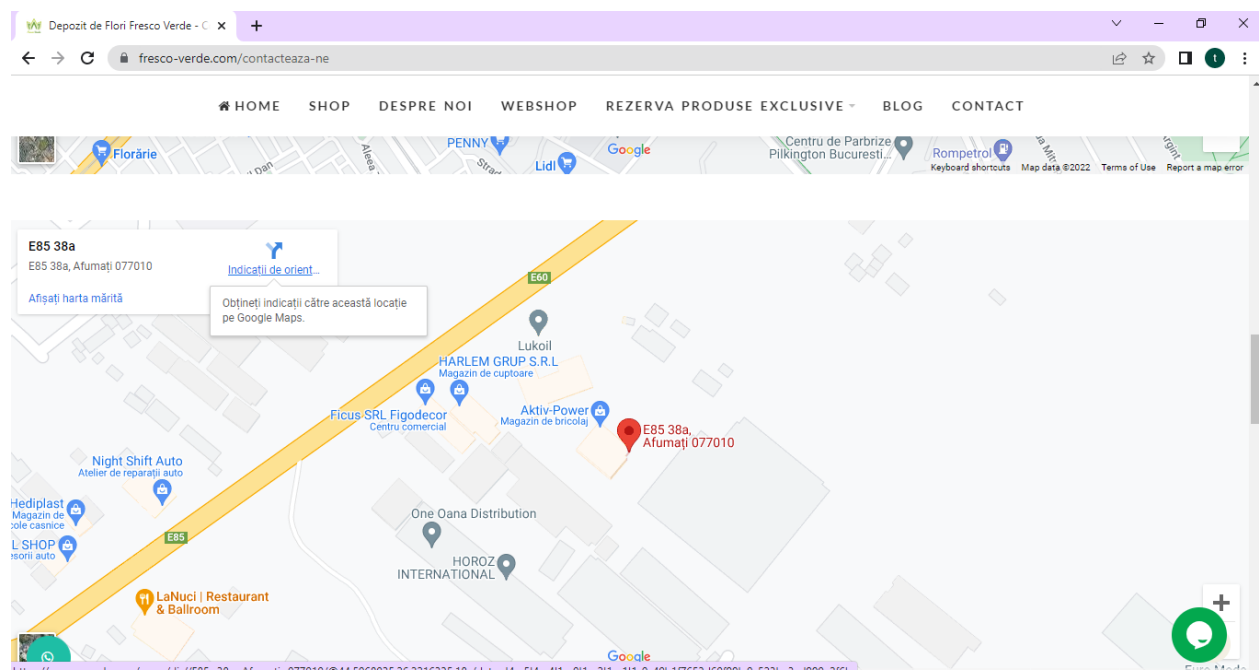 Depozit de Flori Fresco Verde - C
fresco-verde.com/contacteaza-ne
t
HOME SHOP DESPRE NOI WEBSHOP REZERVA PRODUSE EXCLUSIVE BLOG CONTACT
Florărie
Dan
Aleea
PENNY
Lidl
Google
Centru de Parbrize
Pilkington Bucuresti...
Rompetrol
Keyboard shortcuts Map data ©2022 Terms of Use Report a map error
E85 38a
E85 38a, Afumați 077010
Indicații de orient...
Afișați harta mărită
Obțineți indicații către această locație
pe Google Maps.
E60
Lukoil
HARLEM GRUP S.R.L
Magazin de cuptoare
Ficus SRL Figodecor
Centru comercial
Aktiv-Power
Magazin de bricolaj
E85 38a,
Afumați 077010
Night Shift Auto
Atelier de reparații auto
Hediplast
Magazin de
casnice
SHOP
auto
E85
One Oana Distribution
HOROZ
INTERNATIONAL
LaNuci | Restaurant
& Ballroom
Google